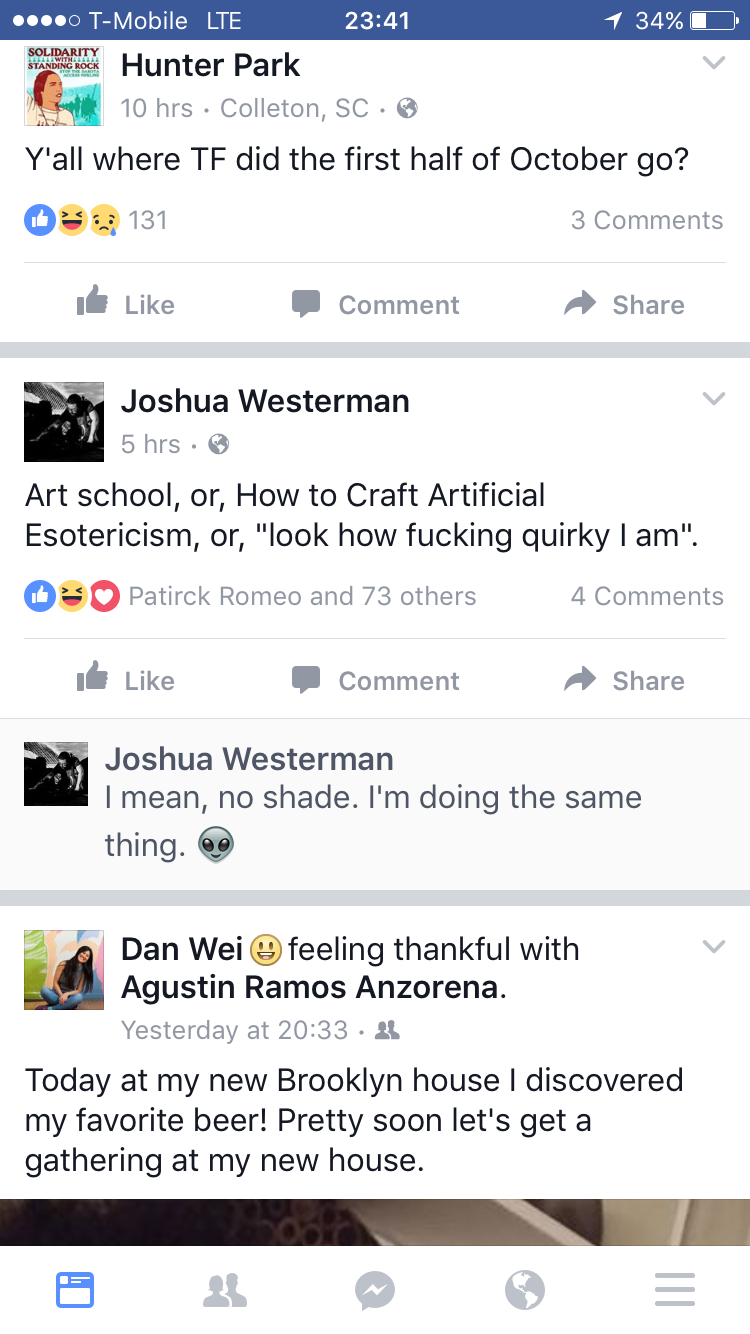 T-Mobile LTE 23:41 34%
SOLIDARITY
WITH
STANDING ROCK
STOP THE DAKOTA
ACCESS PIPELINE
Hunter Park
10 hrs · Colleton, SC ·
Y'all where TF did the first half of October go?
131 3 Comments
Like Comment Share
Joshua Westerman
5 hrs ·
Art school, or, How to Craft Artificial
Esotericism, or, "look how fucking quirky I am".
Patirck Romeo and 73 others 4 Comments
Like Comment Share
Joshua Westerman
I mean, no shade. I'm doing the same
thing. 👽
Dan Wei 😃 feeling thankful with
Agustin Ramos Anzorena.
Yesterday at 20:33 ·
Today at my new Brooklyn house I discovered
my favorite beer! Pretty soon let's get a
gathering at my new house.